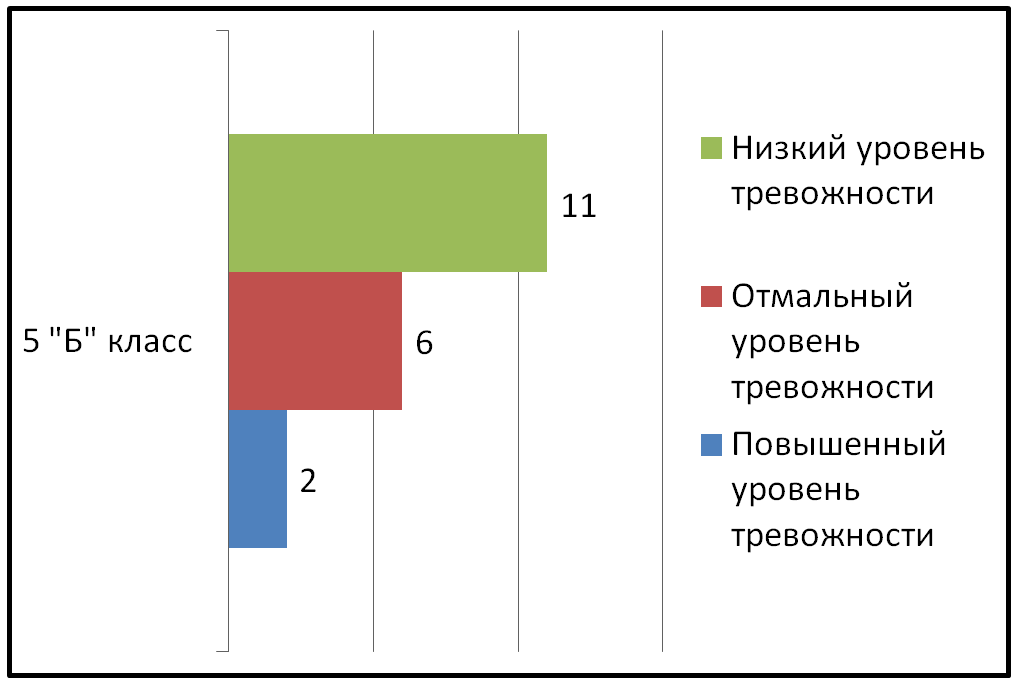 5 "Б" класс
11
6
2
Низкий уровень
тревожности
Отмальный
уровень
тревожности
Повышенный
уровень
тревожности